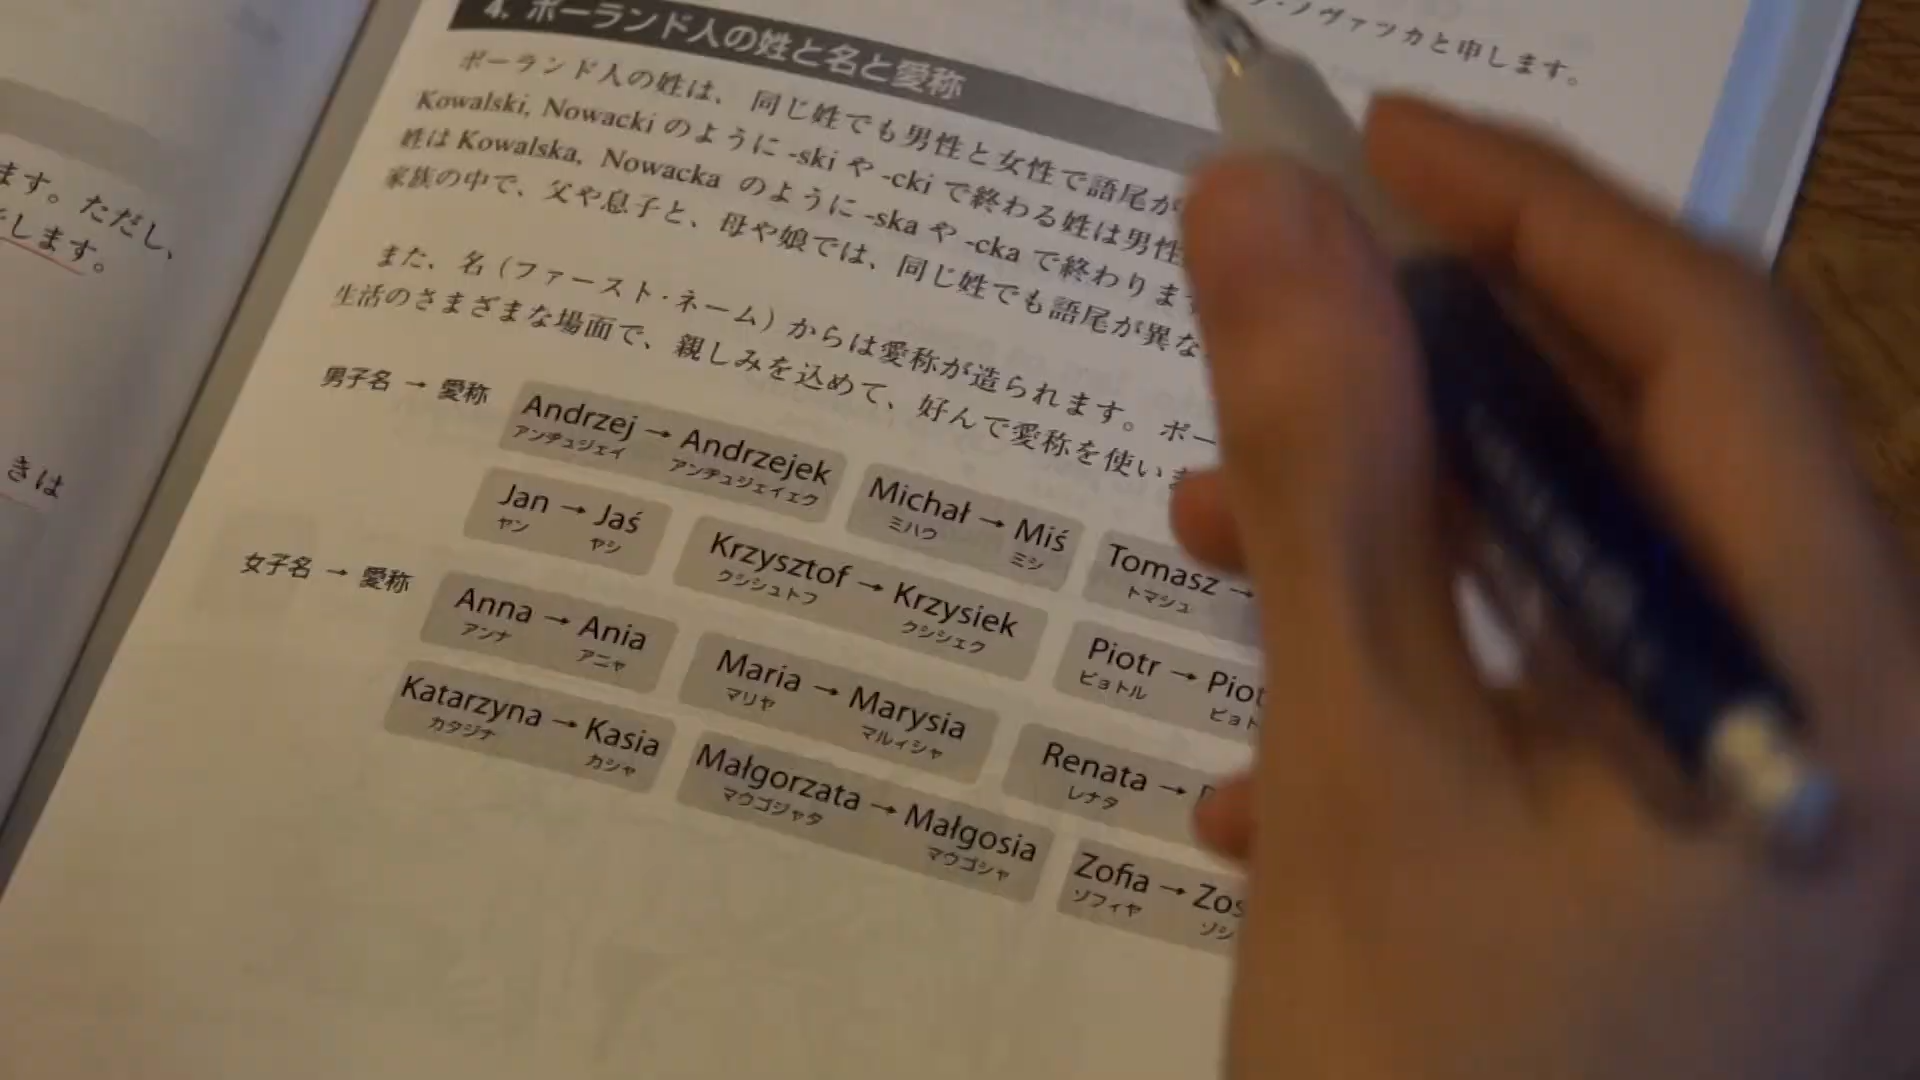 ノヴァツカと申します。
4. ポーランド人の姓と名と愛称
ポーランド人の姓は、同じ姓でも男性と女性で語尾が
Kowalski, Nowacki のように -ski や -cki で終わる姓は男性
姓は Kowalska, Nowacka のように -ska や -cka で終わります
家族の中で、父や息子と、母や娘では、同じ姓でも語尾が異な
また、名（ファースト・ネーム）からは愛称が造られます。ポー
生活のさまざまな場面で、親しみを込めて、好んで愛称を使いま
男子名 → 愛称
Andrzej → Andrzejek
アンヂュジェイ アンヂュジェイェク
Michał → Miś
ミハウ ミシ
Tomasz →
トマシュ
Jan → Jaś
ヤン ヤシ
Krzysztof → Krzysiek
クシシュトフ クシシェク
Piotr → Piot
ピョトル ピョト
女子名 → 愛称
Anna → Ania
アンナ アニャ
Maria → Marysia
マリヤ マルィシャ
Renata →
レナタ
Katarzyna → Kasia
カタジナ カシャ
Małgorzata → Małgosia
マウゴジャタ マウゴシャ
Zofia → Zos
ゾフィヤ ゾシ
ます。ただし、
します。
きは